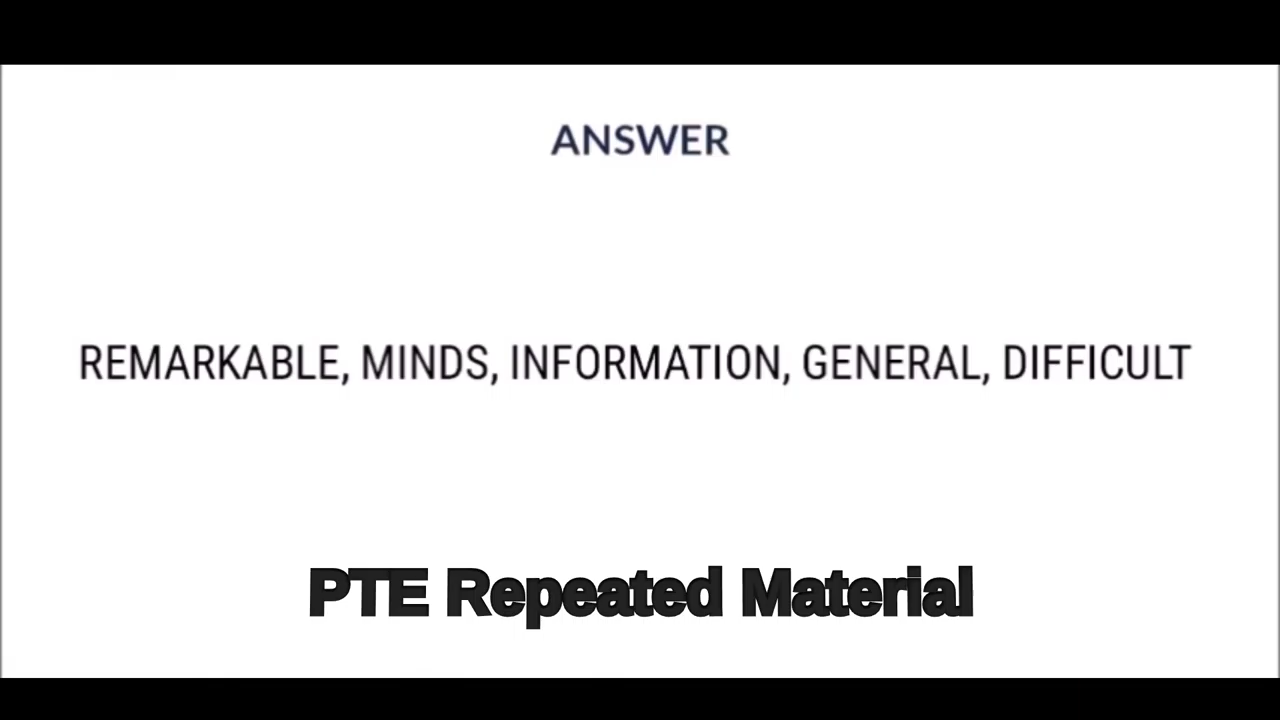 ANSWER
REMARKABLE, MINDS, INFORMATION, GENERAL, DIFFICULT
PTE Repeated Material